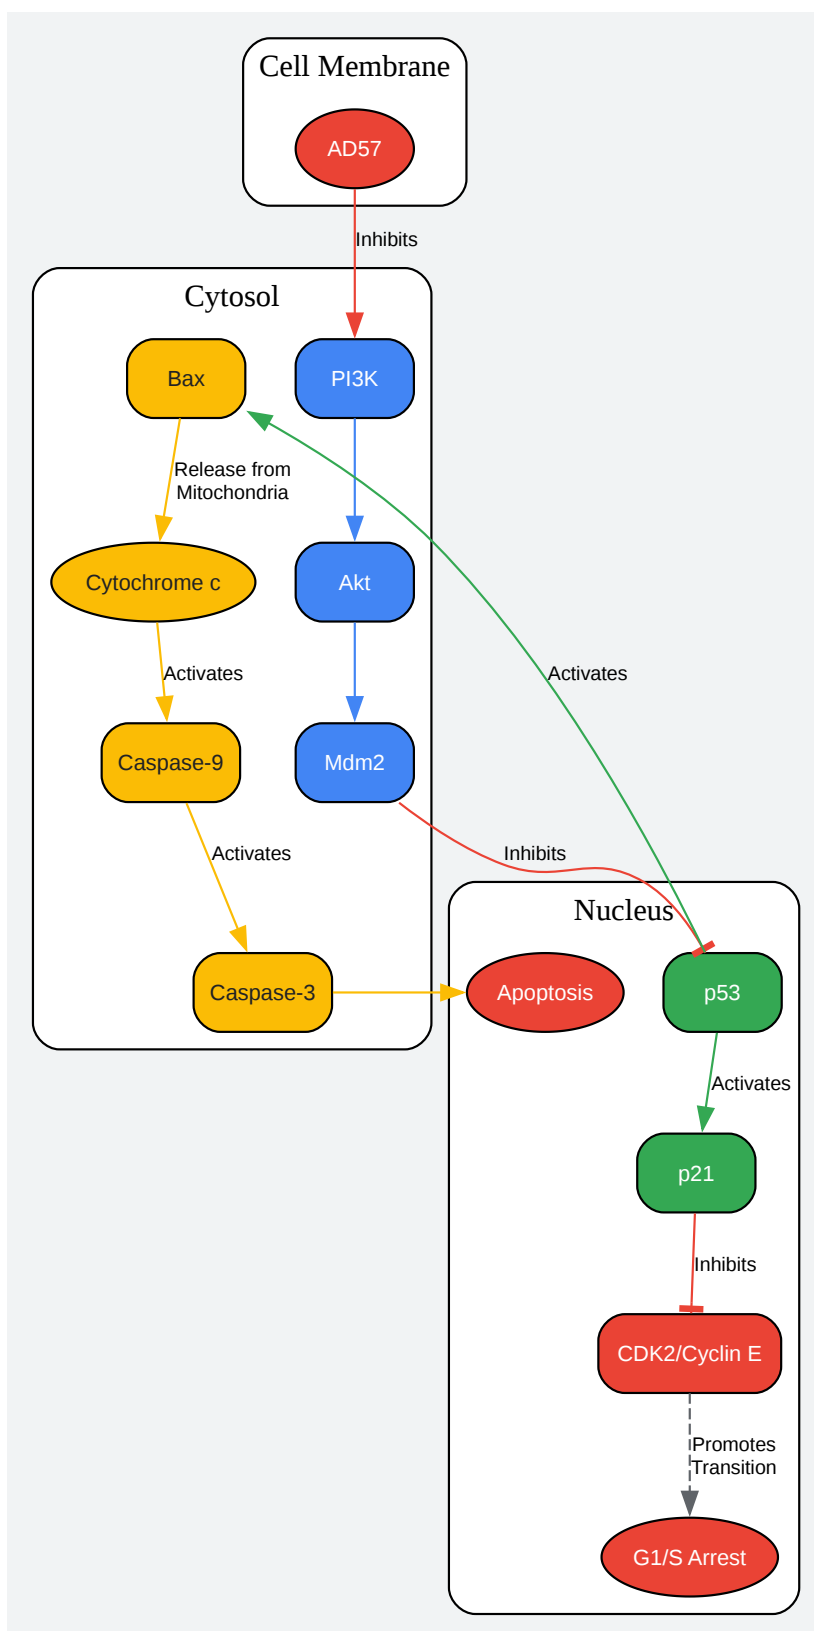 Cell Membrane
AD57
Inhibits
Cytosol
Bax
PI3K
Release from
Mitochondria
Cytochrome c
Akt
Activates
Activates
Caspase-9
Mdm2
Activates
Inhibits
Nucleus
Caspase-3
Apoptosis
p53
Activates
p21
Inhibits
CDK2/Cyclin E
Promotes
Transition
G1/S Arrest